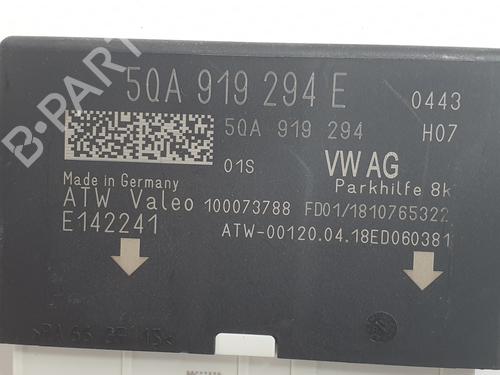 5QA 919 294 E
0443
5QA 919 294
H07
01S
VW AG
Parkhilfe 8k
Made in Germany
ATW Valeo 100073788 FD01/1810765322
E142241
ATW-00120.04.18ED060381
B-PARTS